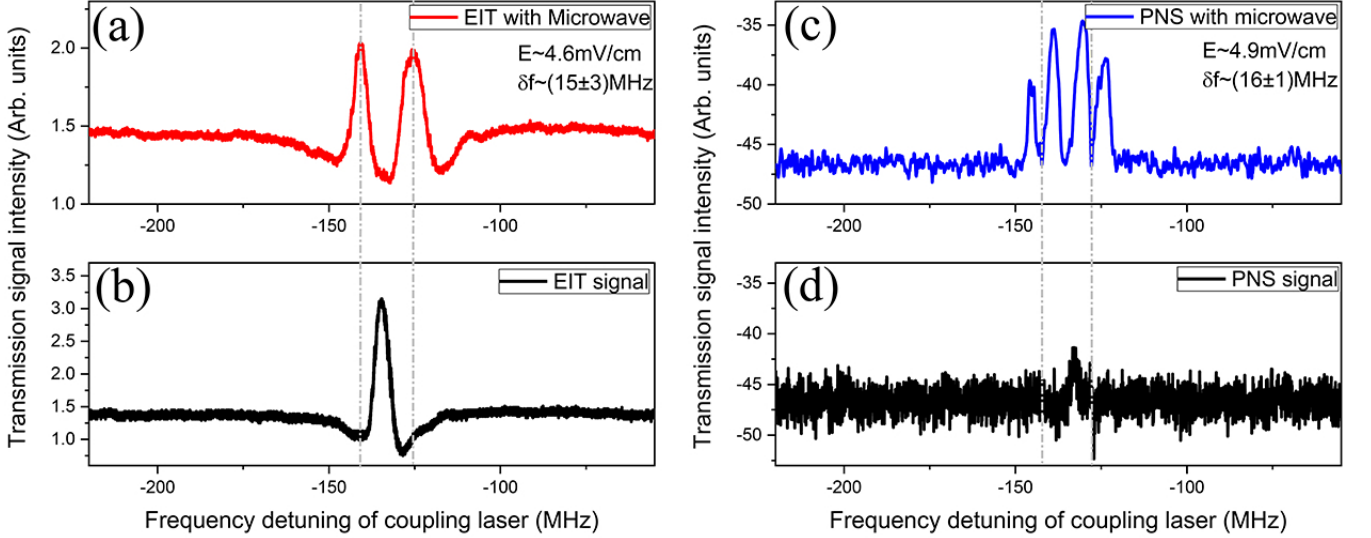 (a)
EIT with Microwave
E~4.6mV/cm
δf~(15±3)MHz
2.0
1.5
1.0
-200
-150
-100
(b)
EIT signal
3.5
3.0
2.5
2.0
1.5
1.0
-200
-150
-100
Transmission signal intensity (Arb. units)
Frequency detuning of coupling laser (MHz)
(c)
PNS with microwave
E~4.9mV/cm
δf~(16±1)MHz
-35
-40
-45
-50
-200
-150
-100
(d)
PNS signal
-35
-40
-45
-50
-200
-150
-100
Transmission signal intensity (Arb. units)
Frequency detuning of coupling laser (MHz)